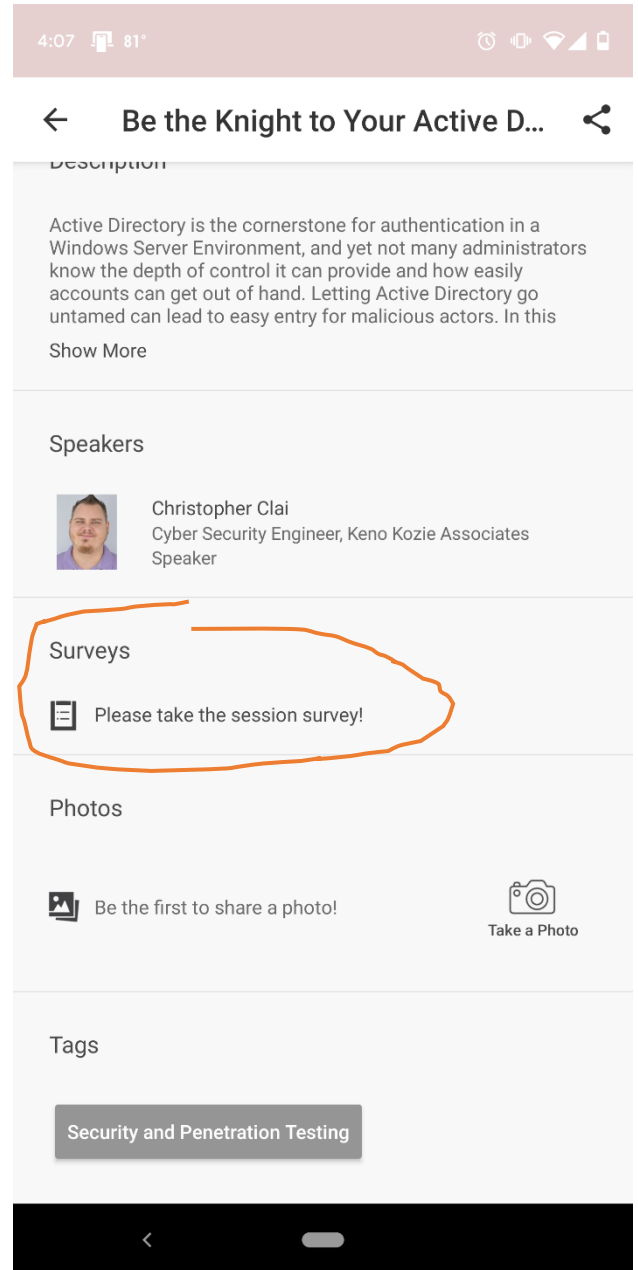 4:07 81°
Be the Knight to Your Active D...
Description
Active Directory is the cornerstone for authentication in a
Windows Server Environment, and yet not many administrators
know the depth of control it can provide and how easily
accounts can get out of hand. Letting Active Directory go
untamed can lead to easy entry for malicious actors. In this
Show More
Speakers
Christopher Clai
Cyber Security Engineer, Keno Kozie Associates
Speaker
Surveys
Please take the session survey!
Photos
Be the first to share a photo!
Take a Photo
Tags
Security and Penetration Testing